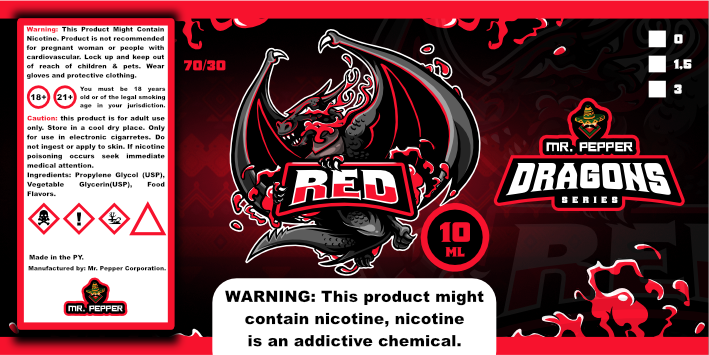 Warning: This Product Might Contain
Nicotine. Product is not recommended
for pregnant woman or people with
cardiovascular. Lock up and keep out
of reach of children & pets. Wear
gloves and protective clothing.
18+ 21+
You must be 18 years
old or of the legal smoking
age in your jurisdiction.
Caution: this product is for adult use
only. Store in a cool dry place. Only
for use in electronic cigarretes. Do
not ingest or apply to skin. If nicotine
poisoning occurs seek immediate
medical attention.
Ingredients: Propylene Glycol (USP),
Vegetable Glycerin(USP), Food
Flavors.
Made in the PY.
Manufactured by: Mr. Pepper Corporation.
MR. PEPPER
70/30
RED
10
ML
WARNING: This product might
contain nicotine, nicotine
is an addictive chemical.
0
1,5
3
MR. PEPPER
DRAGONS
SERIES
RED